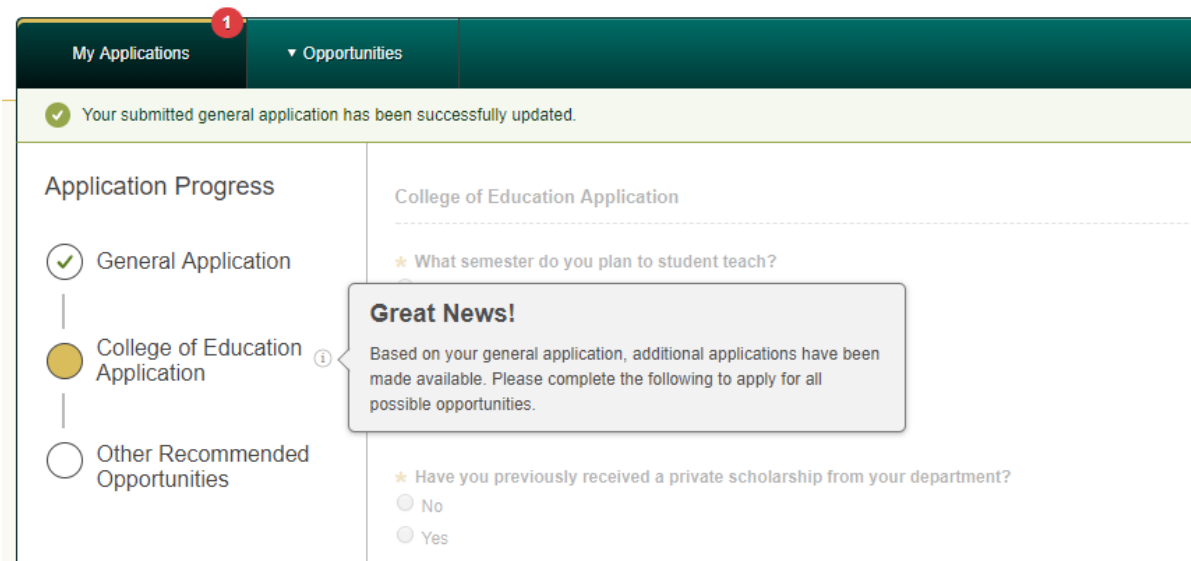 1
My Applications
▼ Opportunities
Your submitted general application has been successfully updated.
Application Progress
General Application
College of Education
Application
Other Recommended
Opportunities
College of Education Application
* What semester do you plan to student teach?
Great News!
Based on your general application, additional applications have been
made available. Please complete the following to apply for all
possible opportunities.
* Have you previously received a private scholarship from your department?
No
Yes